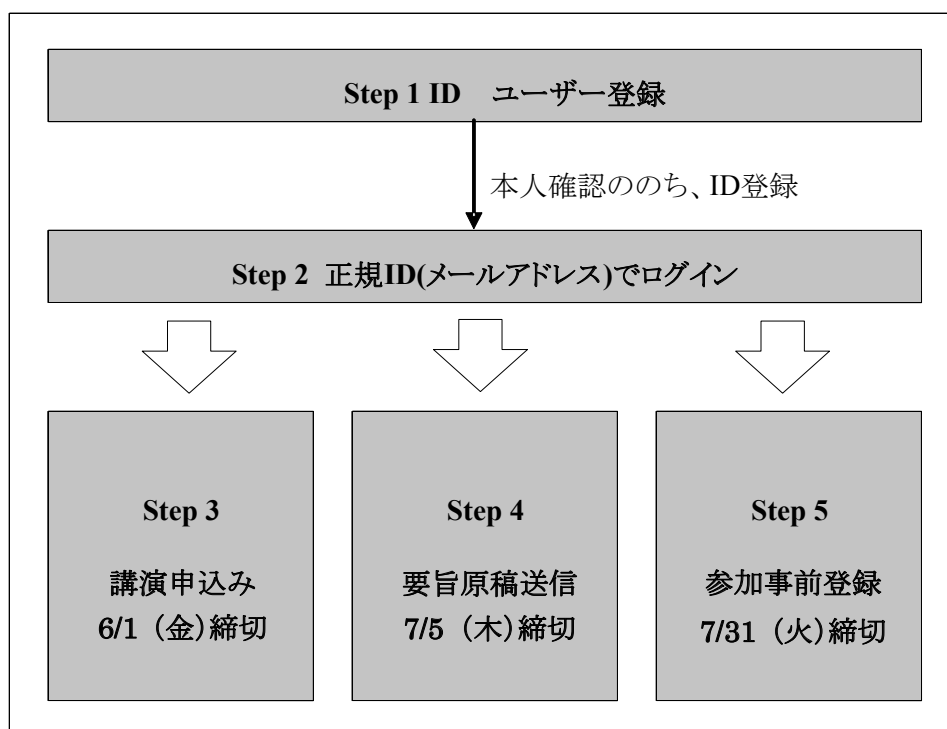 Step 1 ID　ユーザー登録
本人確認ののち、ID登録
Step 2 正規ID(メールアドレス)でログイン
Step 3
講演申込み
6/1 (金)締切
Step 4
要旨原稿送信
7/5 (木)締切
Step 5
参加事前登録
7/31 (火)締切